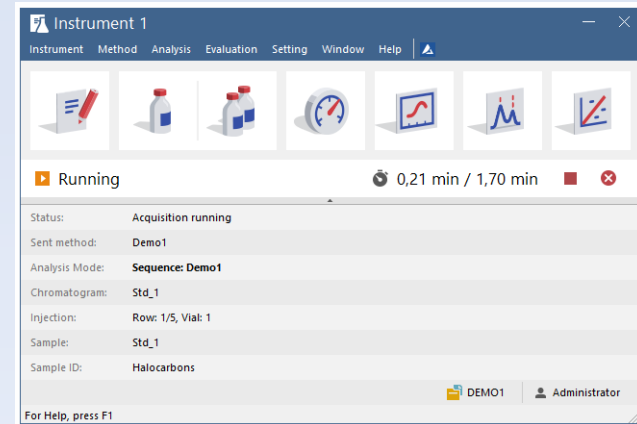 Instrument 1
Instrument Method Analysis Evaluation Setting Window Help
Running 0,21 min / 1,70 min
Status: Acquisition running
Sent method: Demo1
Analysis Mode: Sequence: Demo1
Chromatogram: Std_1
Injection: Row: 1/5, Vial: 1
Sample: Std_1
Sample ID: Halocarbons
DEMO1 Administrator
For Help, press F1